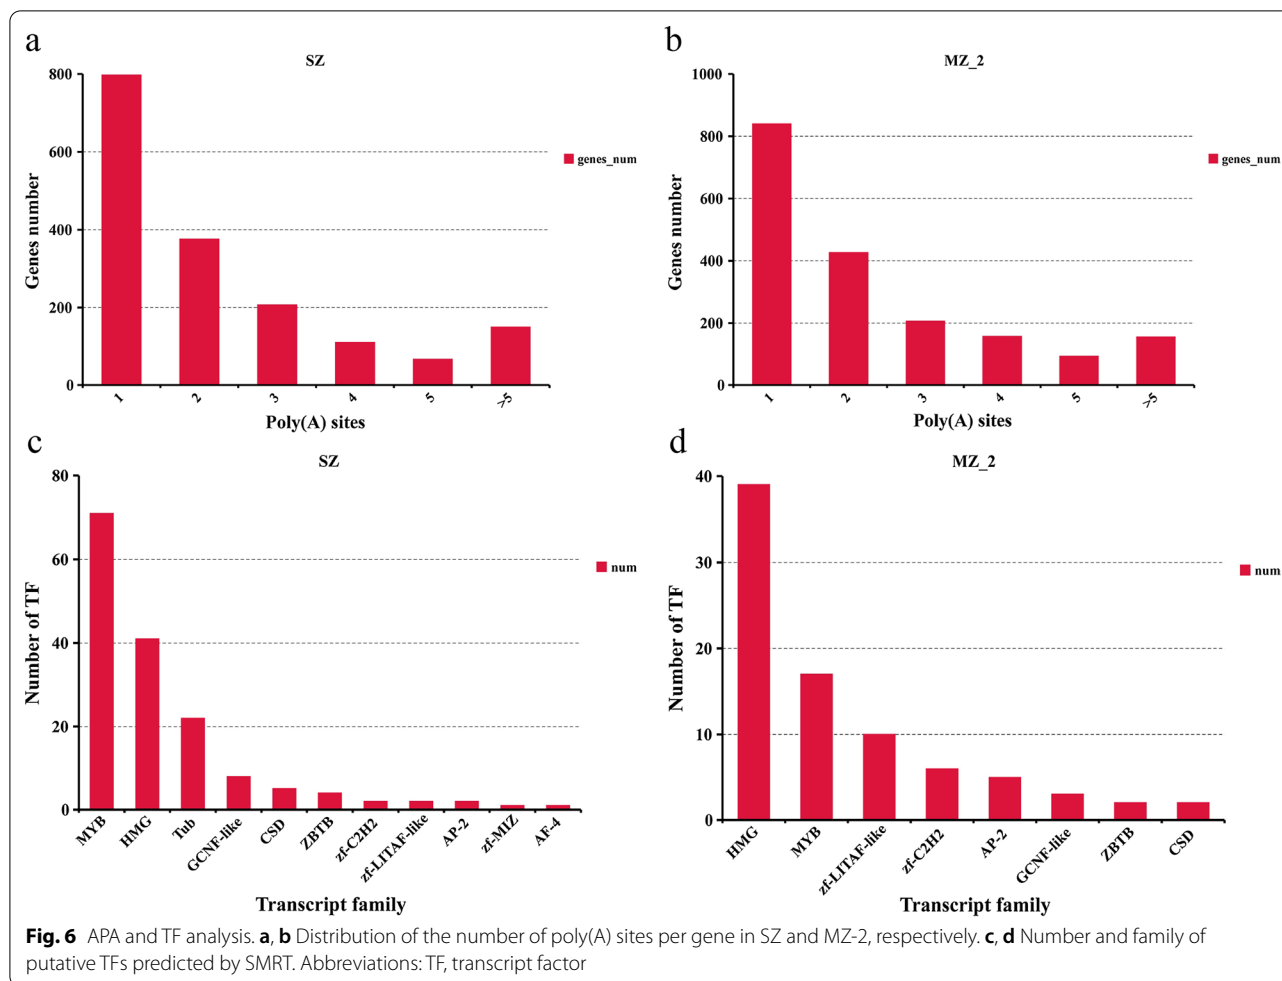 a
SZ
800
600
400
200
0
Genes number
1 2 3 4 5 >5
Poly(A) sites
genes_num
b
MZ_2
1000
800
600
400
200
0
Genes number
1 2 3 4 5 >5
Poly(A) sites
genes_num
c
SZ
80
60
40
20
0
Number of TF
MYB HMG Tub GCNF-like CSD ZBTB zf-C2H2 zf-LITAF-like AP-2 zf-MIZ AF-4
Transcript family
num
d
MZ_2
40
30
20
10
0
Number of TF
HMG MYB zf-LITAF-like zf-C2H2 AP-2 GCNF-like ZBTB CSD
Transcript family
num
Fig. 6 APA and TF analysis. a, b Distribution of the number of poly(A) sites per gene in SZ and MZ-2, respectively. c, d Number and family of
putative TFs predicted by SMRT. Abbreviations: TF, transcript factor